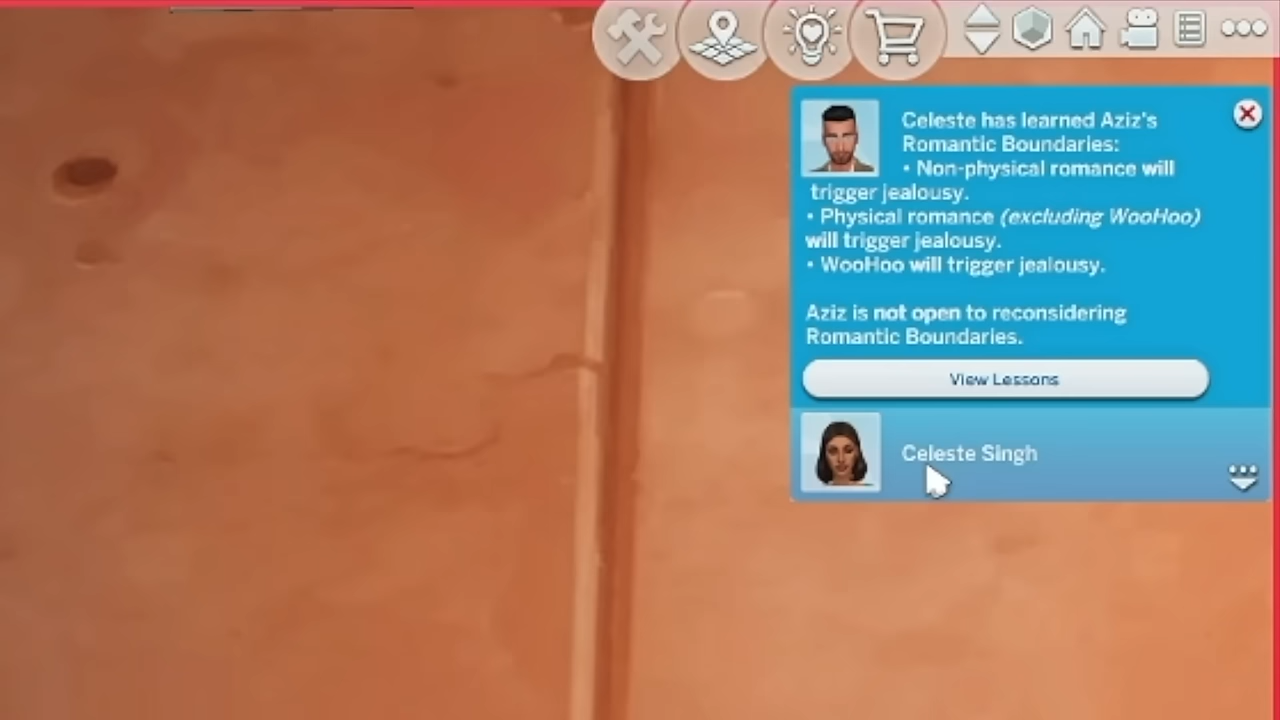 Celeste has learned Aziz's
Romantic Boundaries:
• Non-physical romance will
trigger jealousy.
• Physical romance (excluding WooHoo)
will trigger jealousy.
• WooHoo will trigger jealousy.
Aziz is not open to reconsidering
Romantic Boundaries.
View Lessons
Celeste Singh